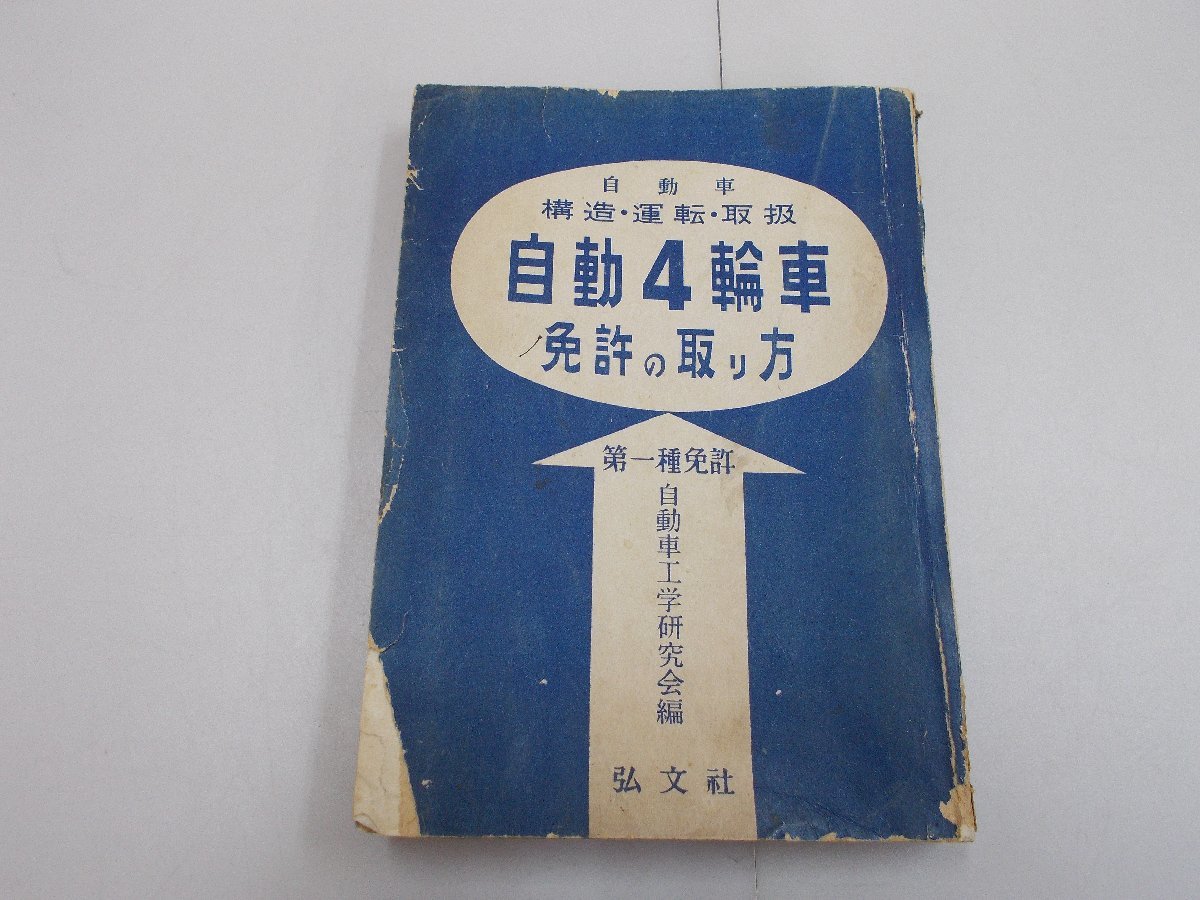 自動車
構造・運転・取扱
自動4輪車
免許の取り方
第一種免許
自動車工学研究会編
弘文社